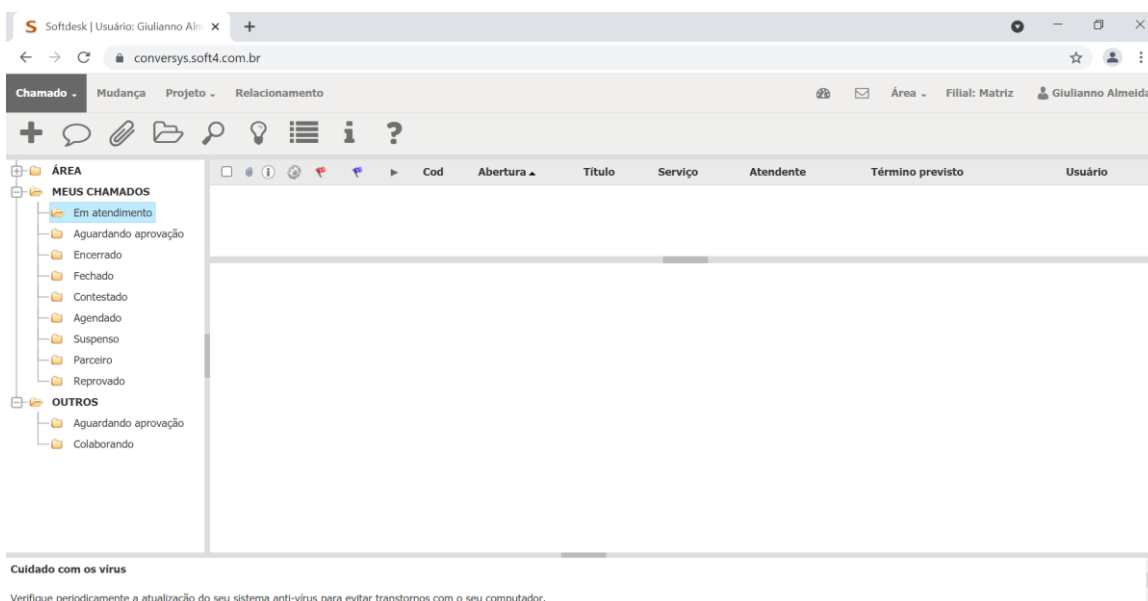 Softdesk | Usuário: Giulianno Alm
conversys.soft4.com.br
Chamado Mudança Projeto Relacionamento Área Filial: Matriz Giulianno Almeida
ÁREA
Cod Abertura Título Serviço Atendente Término previsto Usuário
MEUS CHAMADOS
Em atendimento
Aguardando aprovação
Encerrado
Fechado
Contestado
Agendado
Suspenso
Parceiro
Reprovado
OUTROS
Aguardando aprovação
Colaborando
Cuidado com os vírus
Verifique periodicamente a atualização do seu sistema anti-vírus para evitar transtornos com o seu computador.